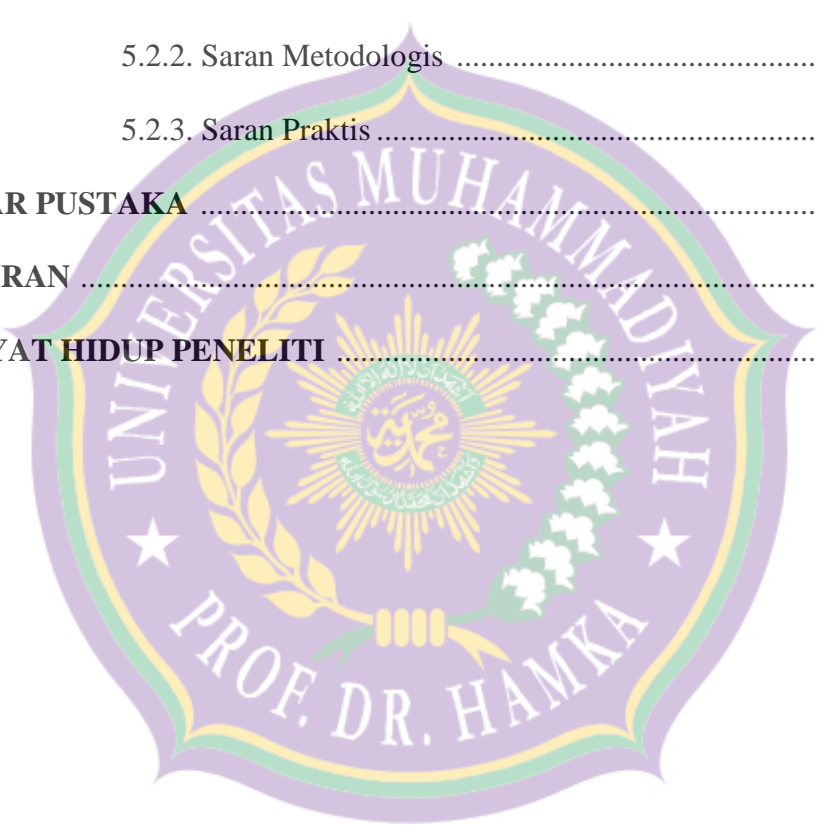 5.2.2. Saran Metodologis ................................................
5.2.3. Saran Praktis ...........................................................
AR PUSTAKA ...................................................................................
RAN ....................................................................................................
YAT HIDUP PENELITI ................................................................
UNIVERSITAS MUHAMMADIYAH
محمدية
PROF. DR. HAMKA